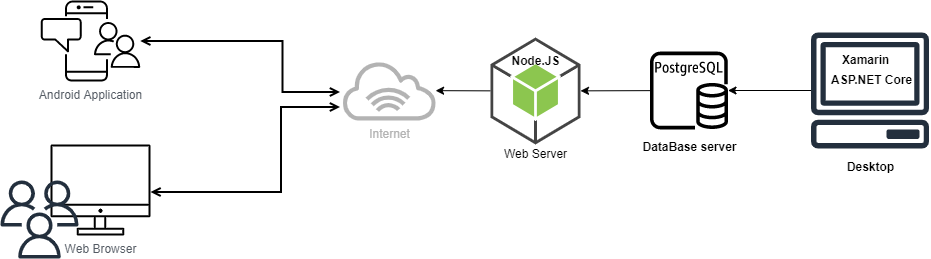 Android Application
Internet
Web Browser
Node.JS
Web Server
PostgreSQL
DataBase server
Xamarin
ASP.NET Core
Desktop